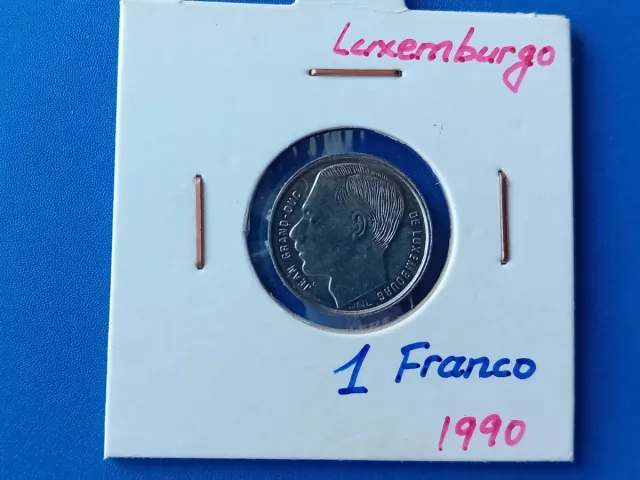 Luxemburgo
JEAN GRAND-DUC DE LUXEMBOURG
1 Franco
1990